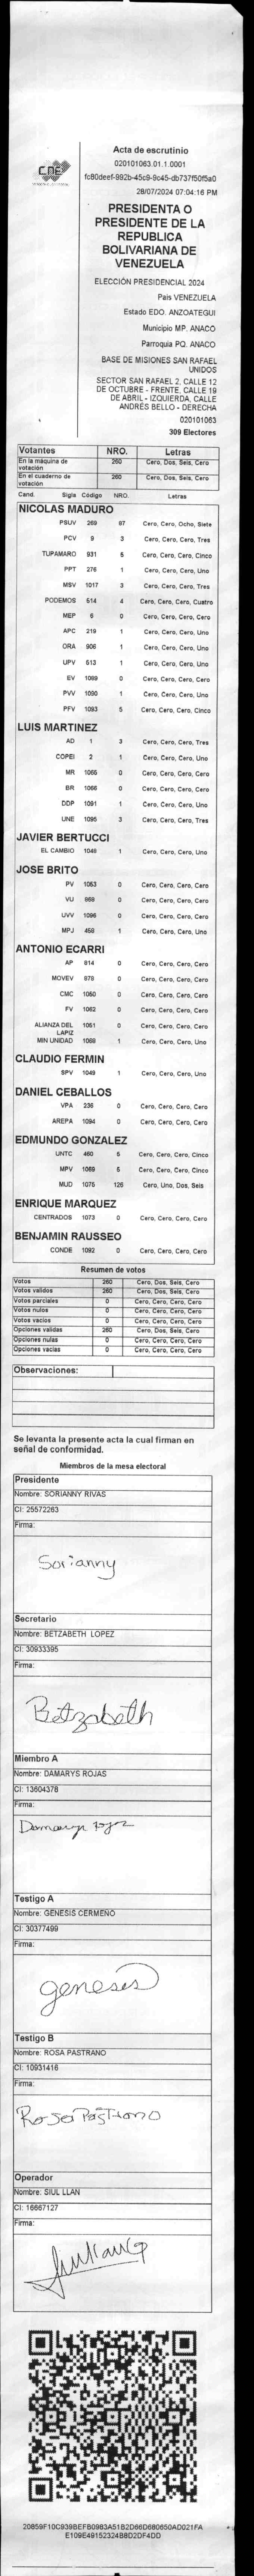 CNE
Acta de escrutinio
020101063.01.1.0001
fc80deef-992b-45c9-9c45-db737f50f5a0
28/07/2024 07:04:16 PM
PRESIDENTA O
PRESIDENTE DE LA
REPUBLICA
BOLIVARIANA DE
VENEZUELA
ELECCIÓN PRESIDENCIAL 2024
Pais VENEZUELA
Estado EDO. ANZOATEGUI
Municipio MP. ANACO
Parroquia PQ. ANACO
BASE DE MISIONES SAN RAFAEL
UNIDOS
SECTOR SAN RAFAEL 2. CALLE 12
DE OCTUBRE - FRENTE. CALLE 19
DE ABRIL - IZQUIERDA. CALLE
ANDRÉS BELLO - DERECHA
020101063
309 Electores
Votantes NRO. Letras
En la máquina de votación 260 Cero, Dos, Seis, Cero
En el cuaderno de votación 260 Cero, Dos, Seis, Cero
Cand. Sigla Código NRO. Letras
NICOLAS MADURO
PSUV 269 87 Cero, Cero, Ocho, Siete
PCV 9 3 Cero, Cero, Cero, Tres
TUPAMARO 931 5 Cero, Cero, Cero, Cinco
PPT 276 1 Cero, Cero, Cero, Uno
MSV 1017 3 Cero, Cero, Cero, Tres
PODEMOS 514 4 Cero, Cero, Cero, Cuatro
MEP 6 0 Cero, Cero, Cero, Cero
APC 219 1 Cero, Cero, Cero, Uno
ORA 906 1 Cero, Cero, Cero, Uno
UPV 513 1 Cero, Cero, Cero, Uno
EV 1089 0 Cero, Cero, Cero, Cero
PVV 1090 1 Cero, Cero, Cero, Uno
PFV 1093 5 Cero, Cero, Cero, Cinco
LUIS MARTINEZ
AD 1 3 Cero, Cero, Cero, Tres
COPEI 2 1 Cero, Cero, Cero, Uno
MR 1055 0 Cero, Cero, Cero, Cero
BR 1066 0 Cero, Cero, Cero, Cero
DDP 1091 1 Cero, Cero, Cero, Uno
UNE 1095 3 Cero, Cero, Cero, Tres
JAVIER BERTUCCI
EL CAMBIO 1048 1 Cero, Cero, Cero, Uno
JOSE BRITO
PV 1053 0 Cero, Cero, Cero, Cero
VU 868 0 Cero, Cero, Cero, Cero
UVV 1096 0 Cero, Cero, Cero, Cero
MPJ 458 1 Cero, Cero, Cero, Uno
ANTONIO ECARRI
AP 814 0 Cero, Cero, Cero, Cero
MOVEV 878 0 Cero, Cero, Cero, Cero
CMC 1050 0 Cero, Cero, Cero, Cero
FV 1062 0 Cero, Cero, Cero, Cero
ALIANZA DEL LAPIZ 1051 0 Cero, Cero, Cero, Cero
MIN UNIDAD 1088 1 Cero, Cero, Cero, Uno
CLAUDIO FERMIN
SPV 1049 1 Cero, Cero, Cero, Uno
DANIEL CEBALLOS
VPA 236 0 Cero, Cero, Cero, Cero
AREPA 1094 0 Cero, Cero, Cero, Cero
EDMUNDO GONZALEZ
UNTC 460 5 Cero, Cero, Cero, Cinco
MPV 1069 5 Cero, Cero, Cero, Cinco
MUD 1075 126 Cero, Uno, Dos, Seis
ENRIQUE MARQUEZ
CENTRADOS 1073 0 Cero, Cero, Cero, Cero
BENJAMIN RAUSSEO
CONDE 1092 0 Cero, Cero, Cero, Cero
Resumen de votos
Votos 260 Cero, Dos, Seis, Cero
Votos validos 260 Cero, Dos, Seis, Cero
Votos parciales 0 Cero, Cero, Cero, Cero
Votos nulos 0 Cero, Cero, Cero, Cero
Votos vacios 0 Cero, Cero, Cero, Cero
Opciones validas 260 Cero, Dos, Seis, Cero
Opciones nulas 0 Cero, Cero, Cero, Cero
Opciones vacias 0 Cero, Cero, Cero, Cero
Observaciones:
Se levanta la presente acta la cual firman en
señal de conformidad.
Miembros de la mesa electoral
Presidente
Nombre: SORIANNY RIVAS
CI: 25572263
Firma:
Sorianny
Secretario
Nombre: BETZABETH LOPEZ
CI: 30933395
Firma:
Betzabeth
Miembro A
Nombre: DAMARYS ROJAS
CI: 13604378
Firma:
Damarys Rojas
Testigo A
Nombre: GENESIS CERMEÑO
CI: 30377499
Firma:
genesis
Testigo B
Nombre: ROSA PASTRANO
CI: 10931416
Firma:
Rosa Pastrano
Operador
Nombre: SIUL LLAN
CI: 16667127
Firma:
20859F10C939BEFB0983A51B2D66D680650AD021FA
E109E49152324B8D2DF4DD